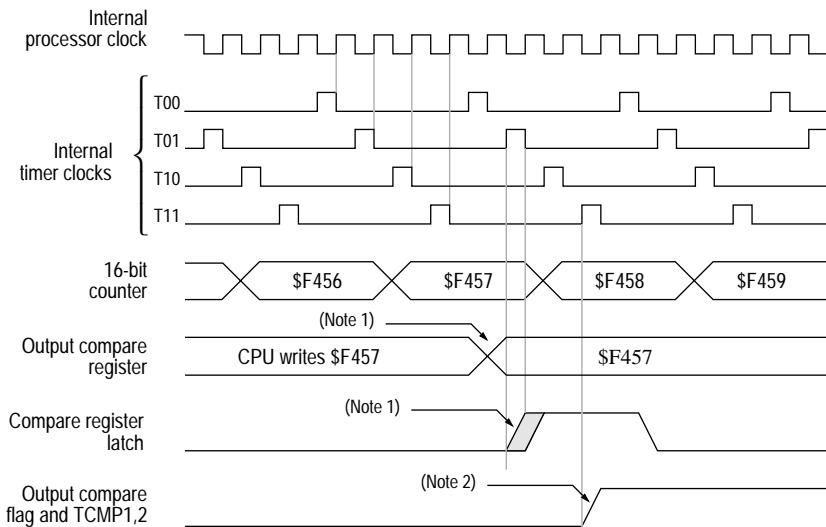 Internal
processor clock
T00
T01
Internal
timer clocks
T10
T11
16-bit
counter
$F456
$F457
$F458
$F459
(Note 1)
Output compare
register
CPU writes $F457
$F457
(Note 1)
Compare register
latch
(Note 2)
Output compare
flag and TCMP1,2